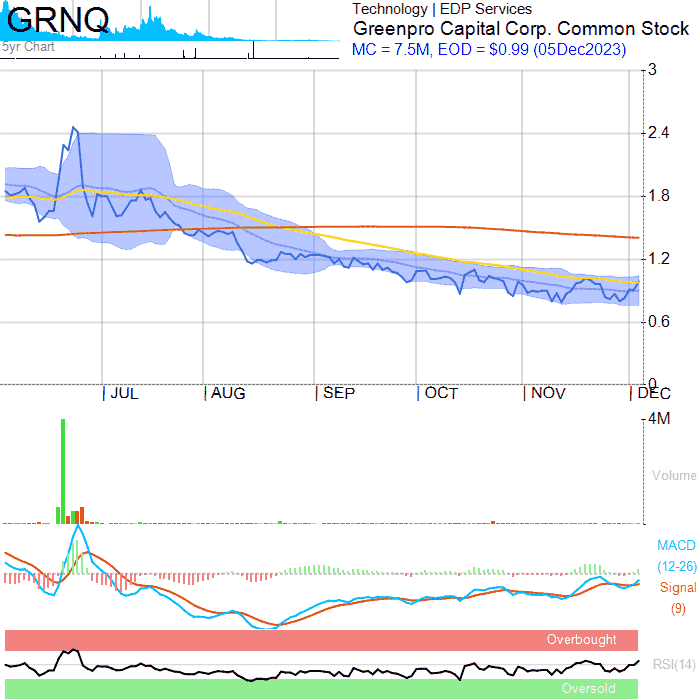 GRNQ
Technology | EDP Services
Greenpro Capital Corp. Common Stock
5yr Chart
MC = 7.5M, EOD = $0.99 (05Dec2023)
3
2.4
1.8
1.2
0.6
0
JUL AUG SEP OCT NOV DEC
4M
Volume
MACD
(12-26)
Signal
(9)
Overbought
RSI(14)
Oversold